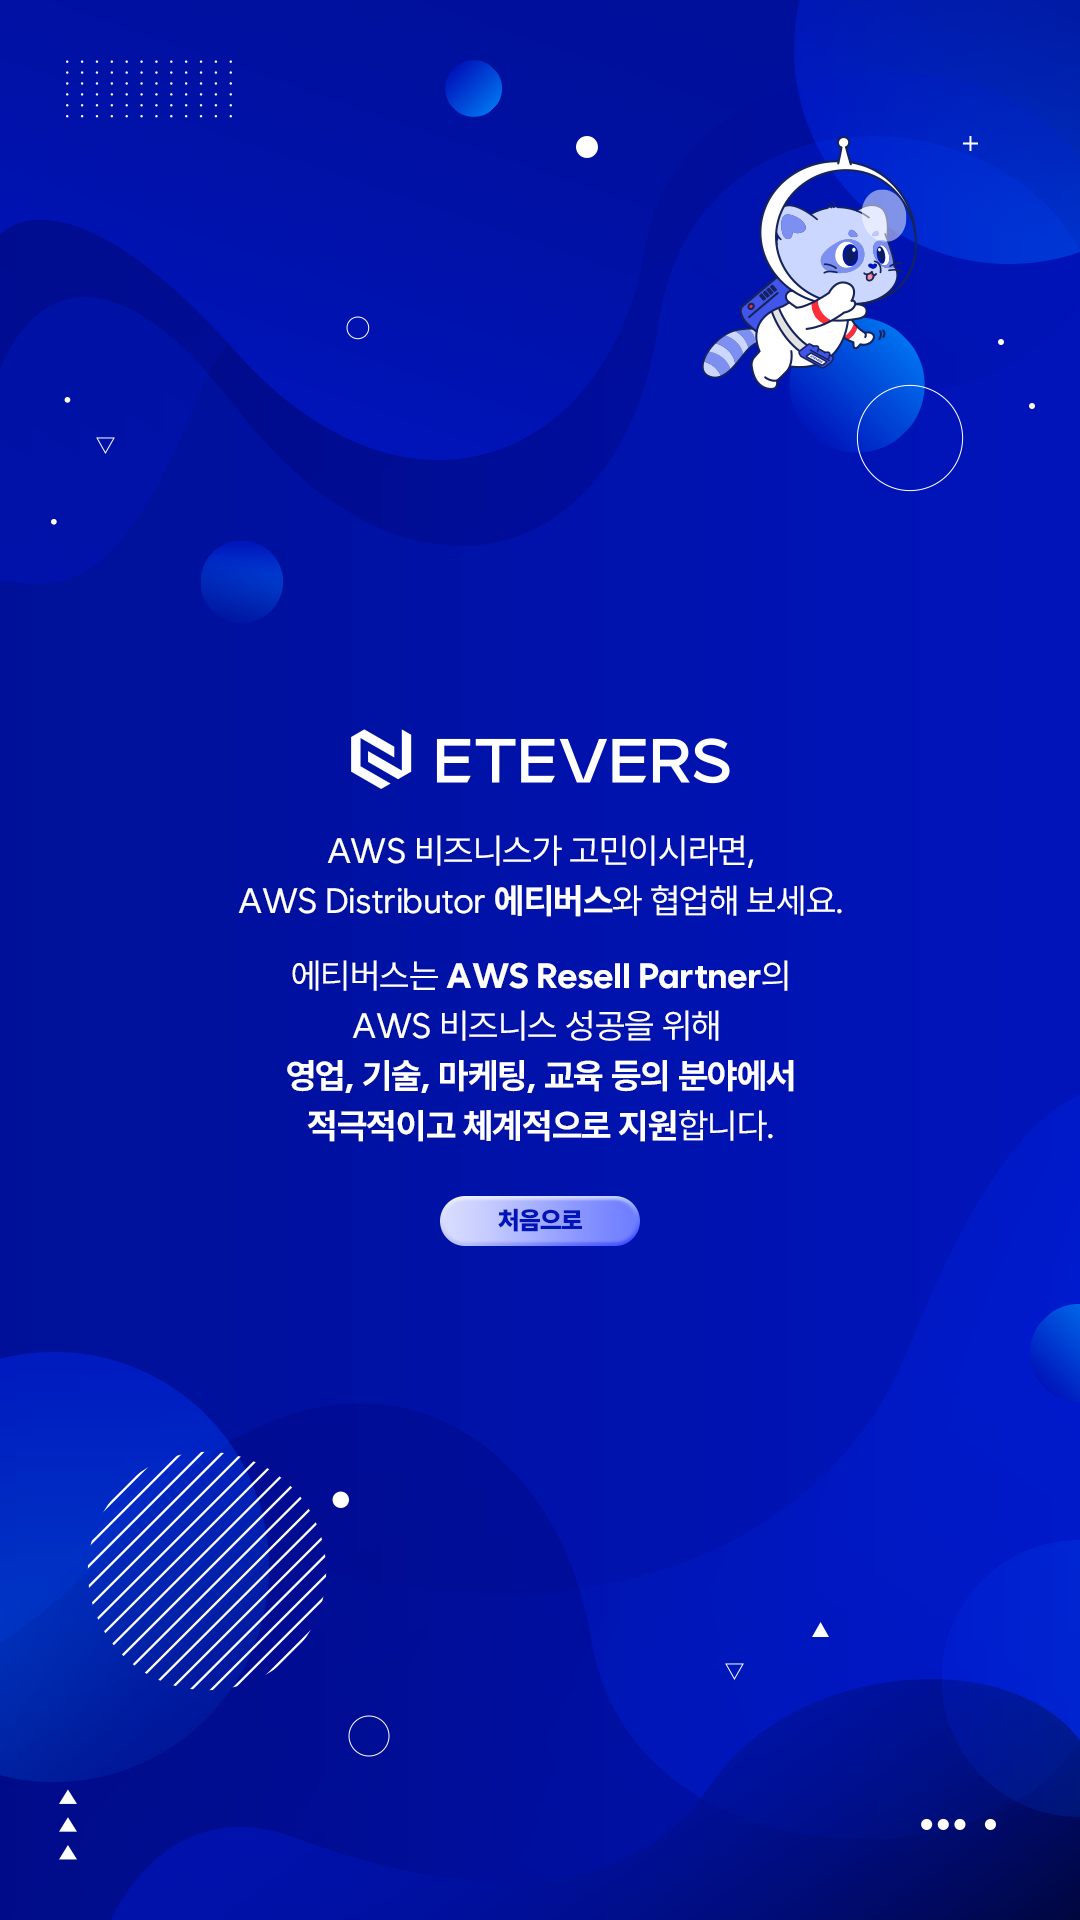 ETEVERS
AWS 비즈니스가 고민이시라면,
AWS Distributor 에티버스와 협업해 보세요.
에티버스는 AWS Resell Partner의
AWS 비즈니스 성공을 위해
영업, 기술, 마케팅, 교육 등의 분야에서
적극적이고 체계적으로 지원합니다.
처음으로